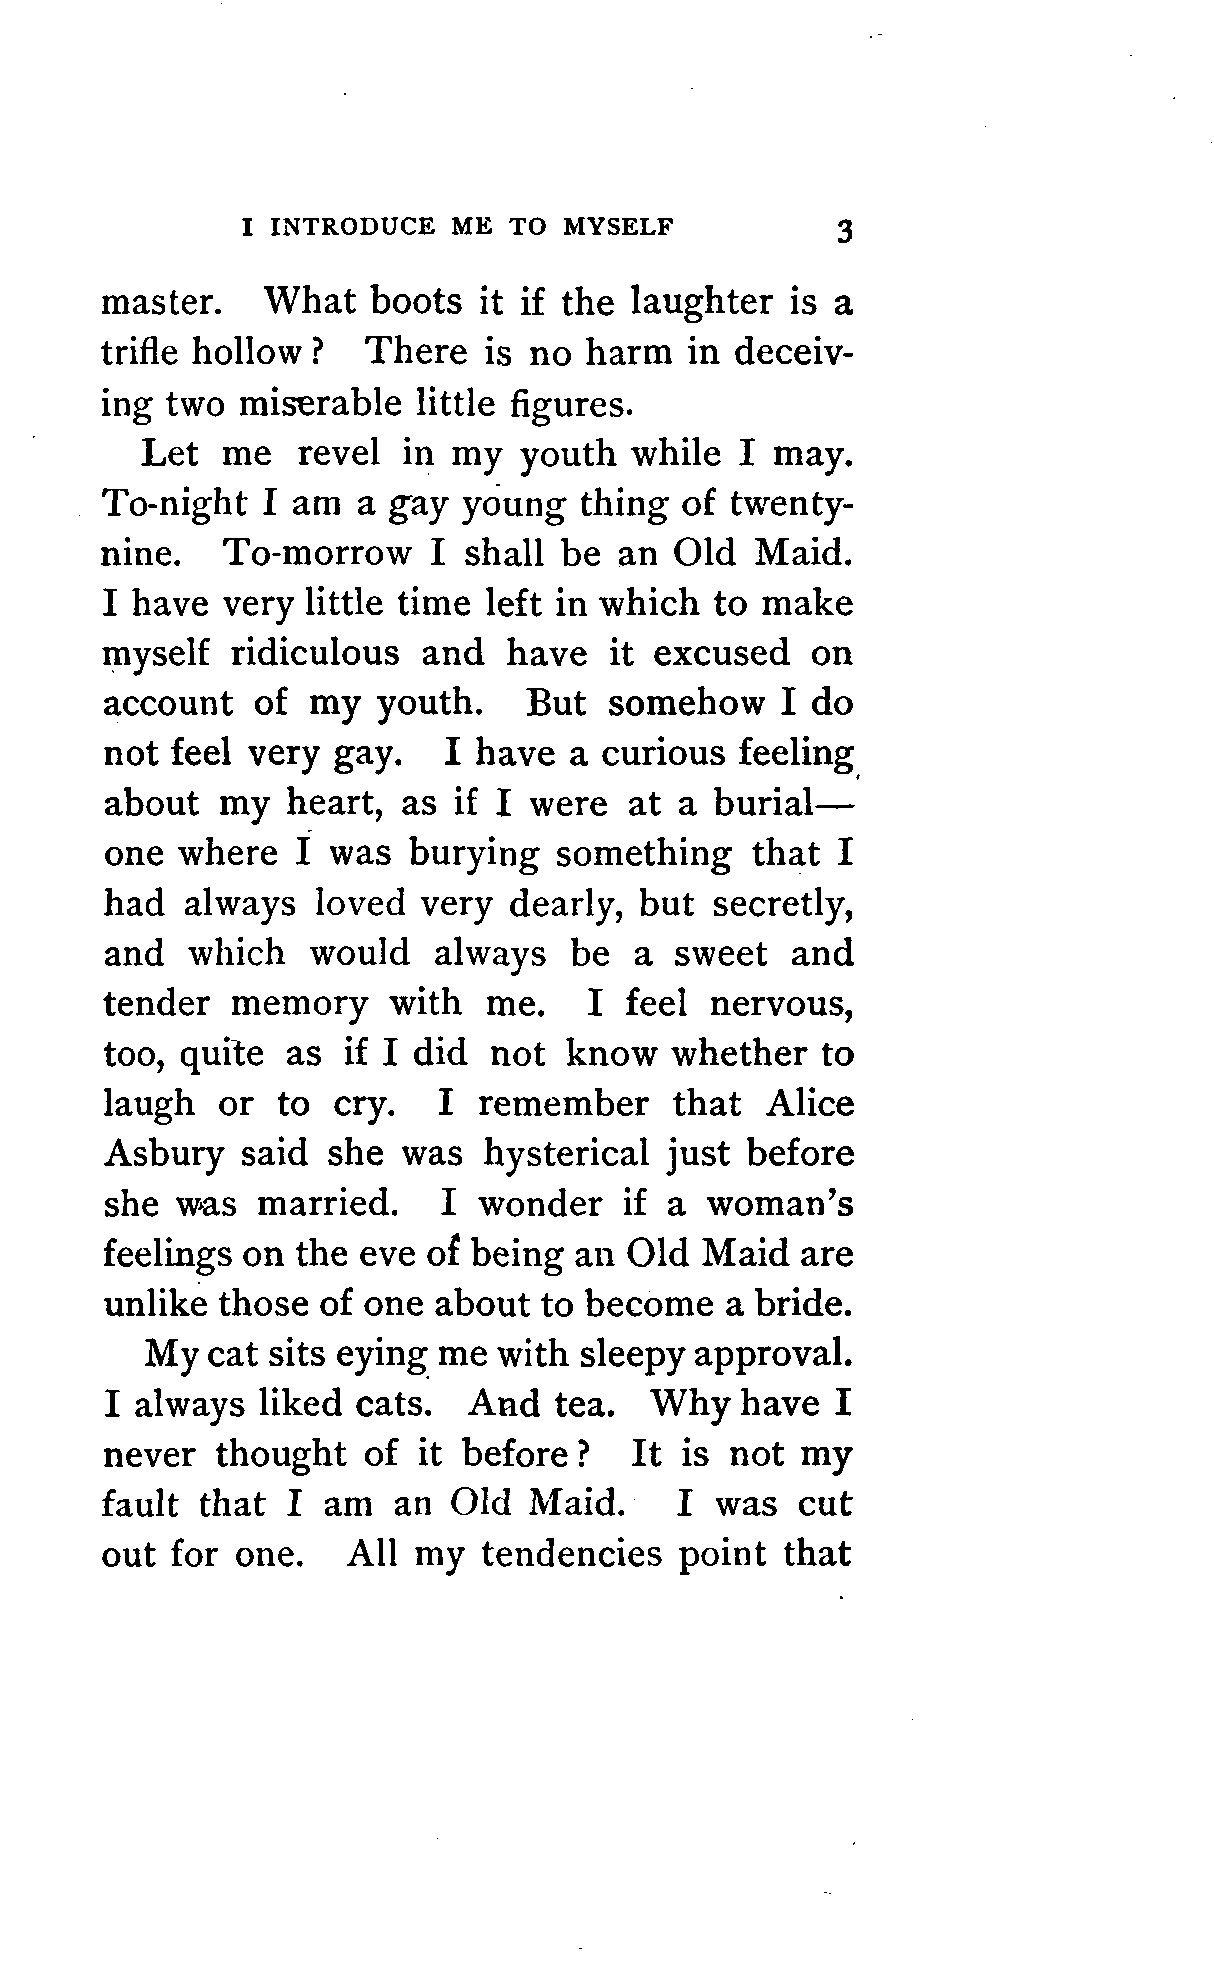 I INTRODUCE ME TO MYSELF 3
master. What boots it if the laughter is a
trifle hollow? There is no harm in deceiv-
ing two miserable little figures.
Let me revel in my youth while I may.
To-night I am a gay young thing of twenty-
nine. To-morrow I shall be an Old Maid.
I have very little time left in which to make
myself ridiculous and have it excused on
account of my youth. But somehow I do
not feel very gay. I have a curious feeling
about my heart, as if I were at a burial—
one where I was burying something that I
had always loved very dearly, but secretly,
and which would always be a sweet and
tender memory with me. I feel nervous,
too, quite as if I did not know whether to
laugh or to cry. I remember that Alice
Asbury said she was hysterical just before
she was married. I wonder if a woman's
feelings on the eve of being an Old Maid are
unlike those of one about to become a bride.
My cat sits eying me with sleepy approval.
I always liked cats. And tea. Why have I
never thought of it before? It is not my
fault that I am an Old Maid. I was cut
out for one. All my tendencies point that